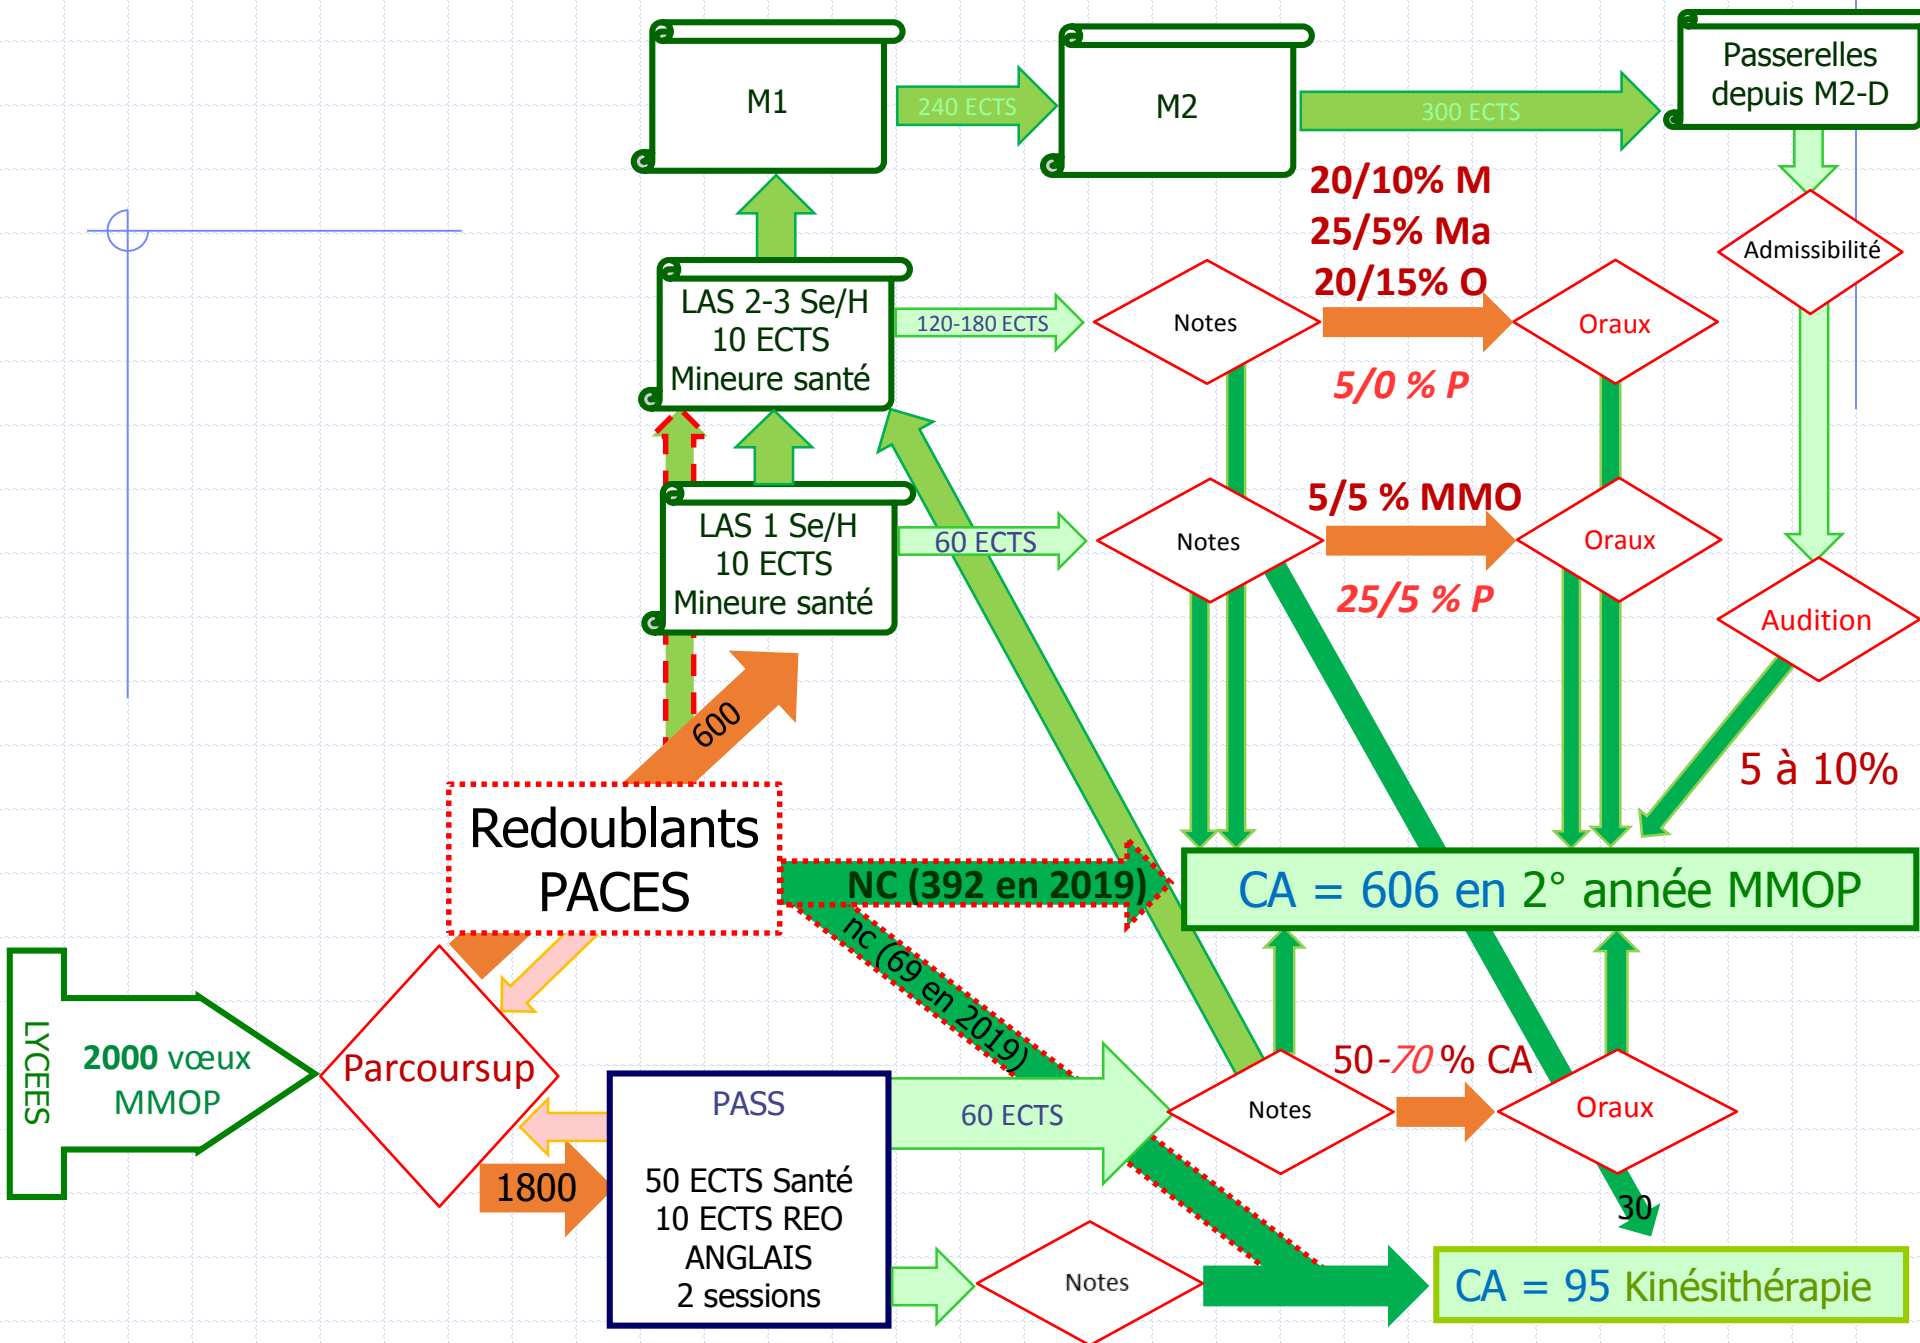 M1
240 ECTS
M2
300 ECTS
Passerelles
depuis M2-D
20/10% M
25/5% Ma
20/15% O
Admissibilité
LAS 2-3 Se/H
10 ECTS
Mineure santé
120-180 ECTS
Notes
Oraux
5/0 % P
LAS 1 Se/H
10 ECTS
Mineure santé
60 ECTS
Notes
5/5 % MMO
Oraux
25/5 % P
Audition
600
5 à 10%
Redoublants
PACES
NC (392 en 2019)
CA = 606 en 2° année MMOP
nc (69 en 2019)
LYCEES
2000 vœux
MMOP
Parcoursup
1800
PASS
50 ECTS Santé
10 ECTS REO
ANGLAIS
2 sessions
60 ECTS
Notes
50-70 % CA
Oraux
30
Notes
CA = 95 Kinésithérapie